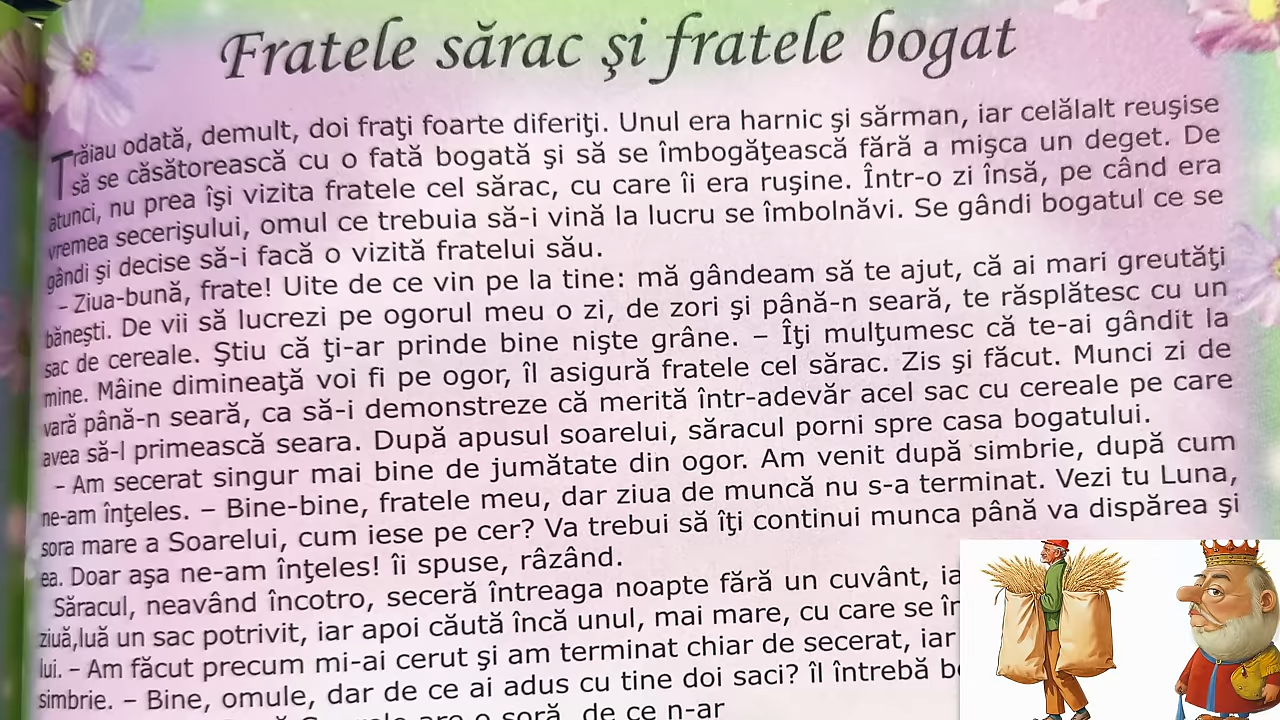 Fratele sărac şi fratele bogat
Trăiau odată, demult, doi fraţi foarte diferiţi. Unul era harnic şi sărman, iar celălalt reuşise
să se căsătorească cu o fată bogată şi să se îmbogăţească fără a mişca un deget. De
atunci, nu prea îşi vizita fratele cel sărac, cu care îi era ruşine. Într-o zi însă, pe când era
vremea secerişului, omul ce trebuia să-i vină la lucru se îmbolnăvi. Se gândi bogatul ce se
gândi şi decise să-i facă o vizită fratelui său.
– Ziua-bună, frate! Uite de ce vin pe la tine: mă gândeam să te ajut, că ai mari greutăţi
băneşti. De vii să lucrezi pe ogorul meu o zi, de zori şi până-n seară, te răsplătesc cu un
sac de cereale. Ştiu că ţi-ar prinde bine nişte grâne. – Îţi mulţumesc că te-ai gândit la
mine. Mâine dimineaţă voi fi pe ogor, îl asigură fratele cel sărac. Zis şi făcut. Munci zi de
vară până-n seară, ca să-i demonstreze că merită într-adevăr acel sac cu cereale pe care
avea să-l primească seara. După apusul soarelui, săracul porni spre casa bogatului.
– Am secerat singur mai bine de jumătate din ogor. Am venit după simbrie, după cum
ne-am înţeles. – Bine-bine, fratele meu, dar ziua de muncă nu s-a terminat. Vezi tu Luna,
sora mare a Soarelui, cum iese pe cer? Va trebui să îţi continui munca până va dispărea şi
ea. Doar aşa ne-am înţeles! îi spuse, râzând.
Săracul, neavând încotro, seceră întreaga noapte fără un cuvânt, ia
ziuă,luă un sac potrivit, iar apoi căută încă unul, mai mare, cu care se în
lui. – Am făcut precum mi-ai cerut şi am terminat chiar de secerat, iar
simbrie. – Bine, omule, dar de ce ai adus cu tine doi saci? îl întrebă b
are o soră, de ce n-ar